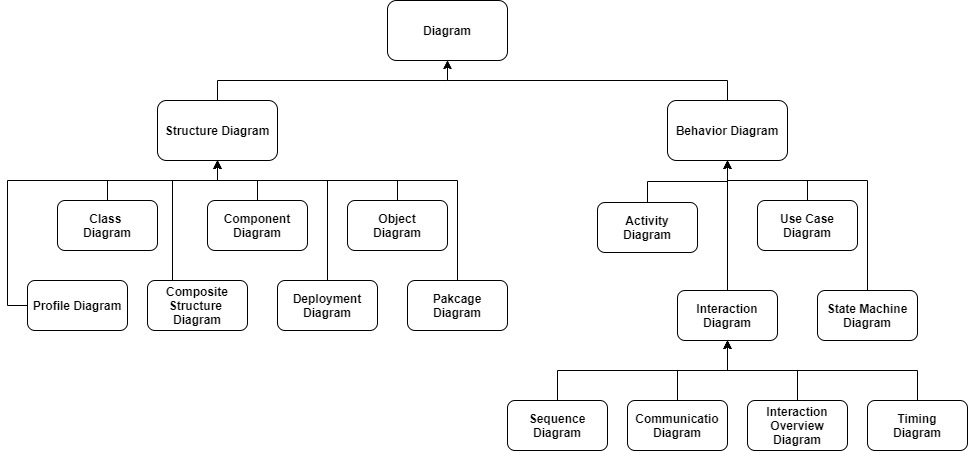 Diagram
Structure Diagram
Behavior Diagram
Class
Diagram
Component
Diagram
Object
Diagram
Activity
Diagram
Use Case
Diagram
Profile Diagram
Composite
Structure
Diagram
Deployment
Diagram
Pakcage
Diagram
Interaction
Diagram
State Machine
Diagram
Sequence
Diagram
Communicatio
Diagram
Interaction
Overview
Diagram
Timing
Diagram